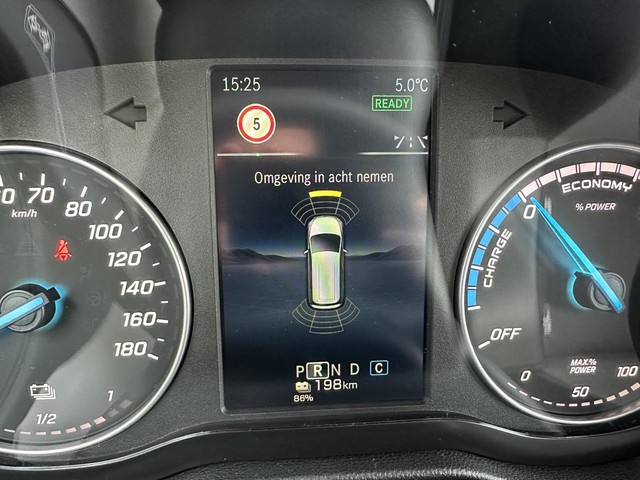 15:25
5.0°C
READY
5
Omgeving in acht nemen
P R N D C
198km
86%
70
80
100
120
140
160
180
km/h
1/2
1
ECONOMY
% POWER
0
CHARGE
OFF
MAX.%
POWER
0
50
100